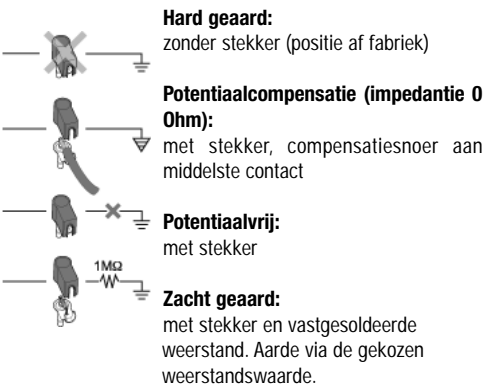 Hard geaard:
zonder stekker (positie af fabriek)
Potentiaalcompensatie (impedantie 0
Ohm):
met stekker, compensatiesnoer aan
middelste contact
Potentiaalvrij:
met stekker
1MΩ
Zacht geaard:
met stekker en vastgesoldeerde
weerstand. Aarde via de gekozen
weerstandswaarde.